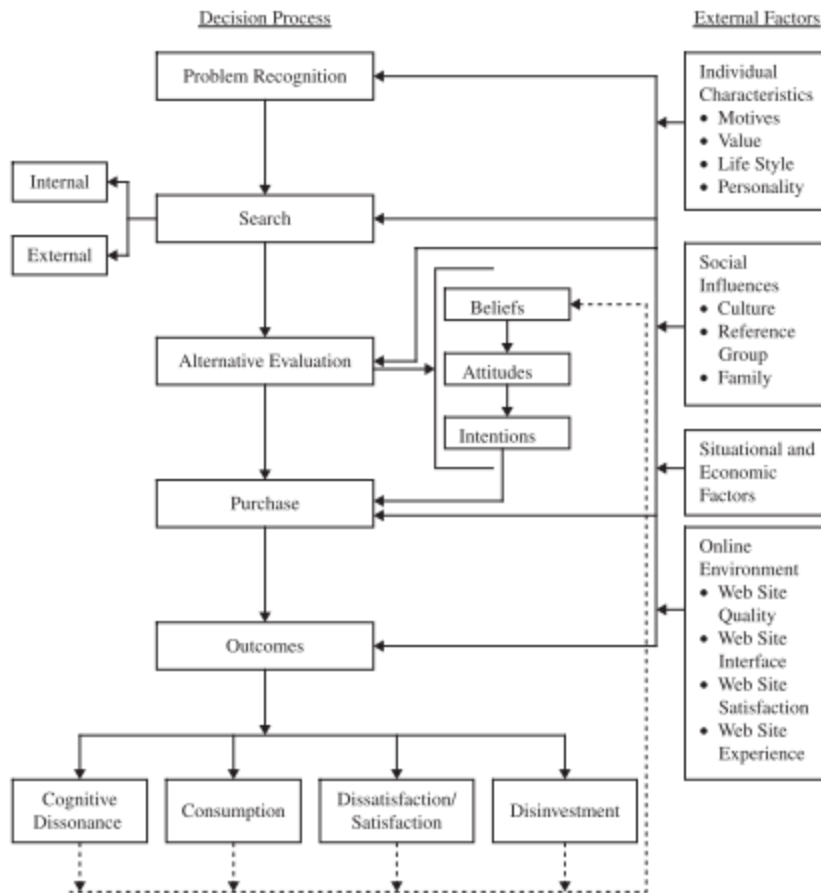 Decision Process
External Factors
Problem Recognition
Individual
Characteristics
• Motives
• Value
• Life Style
• Personality
Internal
Search
External
Social
Influences
• Culture
• Reference
Group
• Family
Beliefs
Alternative Evaluation
Attitudes
Intentions
Situational and
Economic
Factors
Purchase
Online
Environment
• Web Site
Quality
• Web Site
Interface
• Web Site
Satisfaction
• Web Site
Experience
Outcomes
Cognitive
Dissonance
Consumption
Dissatisfaction/
Satisfaction
Disinvestment